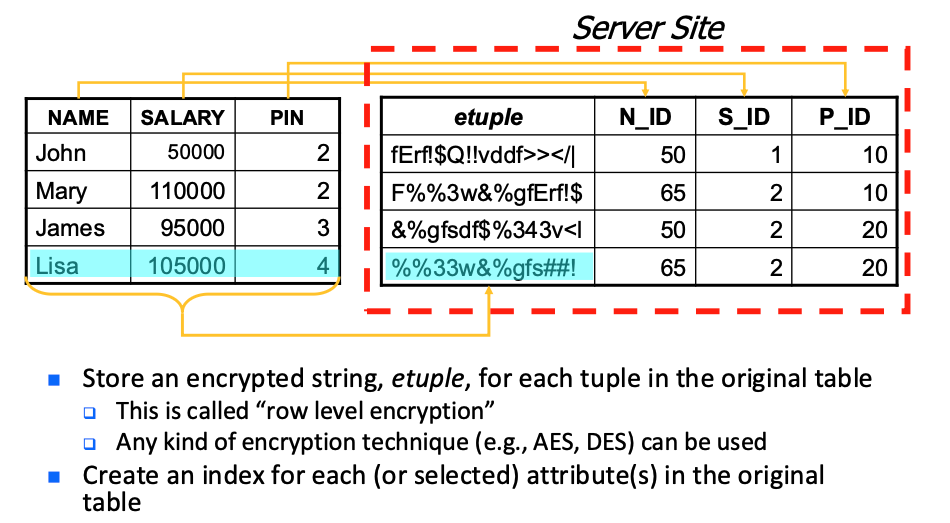 Server Site
NAME SALARY PIN
John 50000 2
Mary 110000 2
James 95000 3
Lisa 105000 4
etuple N_ID S_ID P_ID
fErf!$Q!!vddf>></| 50 1 10
F%%3w&%gfErf!$ 65 2 10
&%gfsdf$%343v<l 50 2 20
%%33w&%gfs##! 65 2 20
Store an encrypted string, etuple, for each tuple in the original table
This is called “row level encryption”
Any kind of encryption technique (e.g., AES, DES) can be used
Create an index for each (or selected) attribute(s) in the original
table